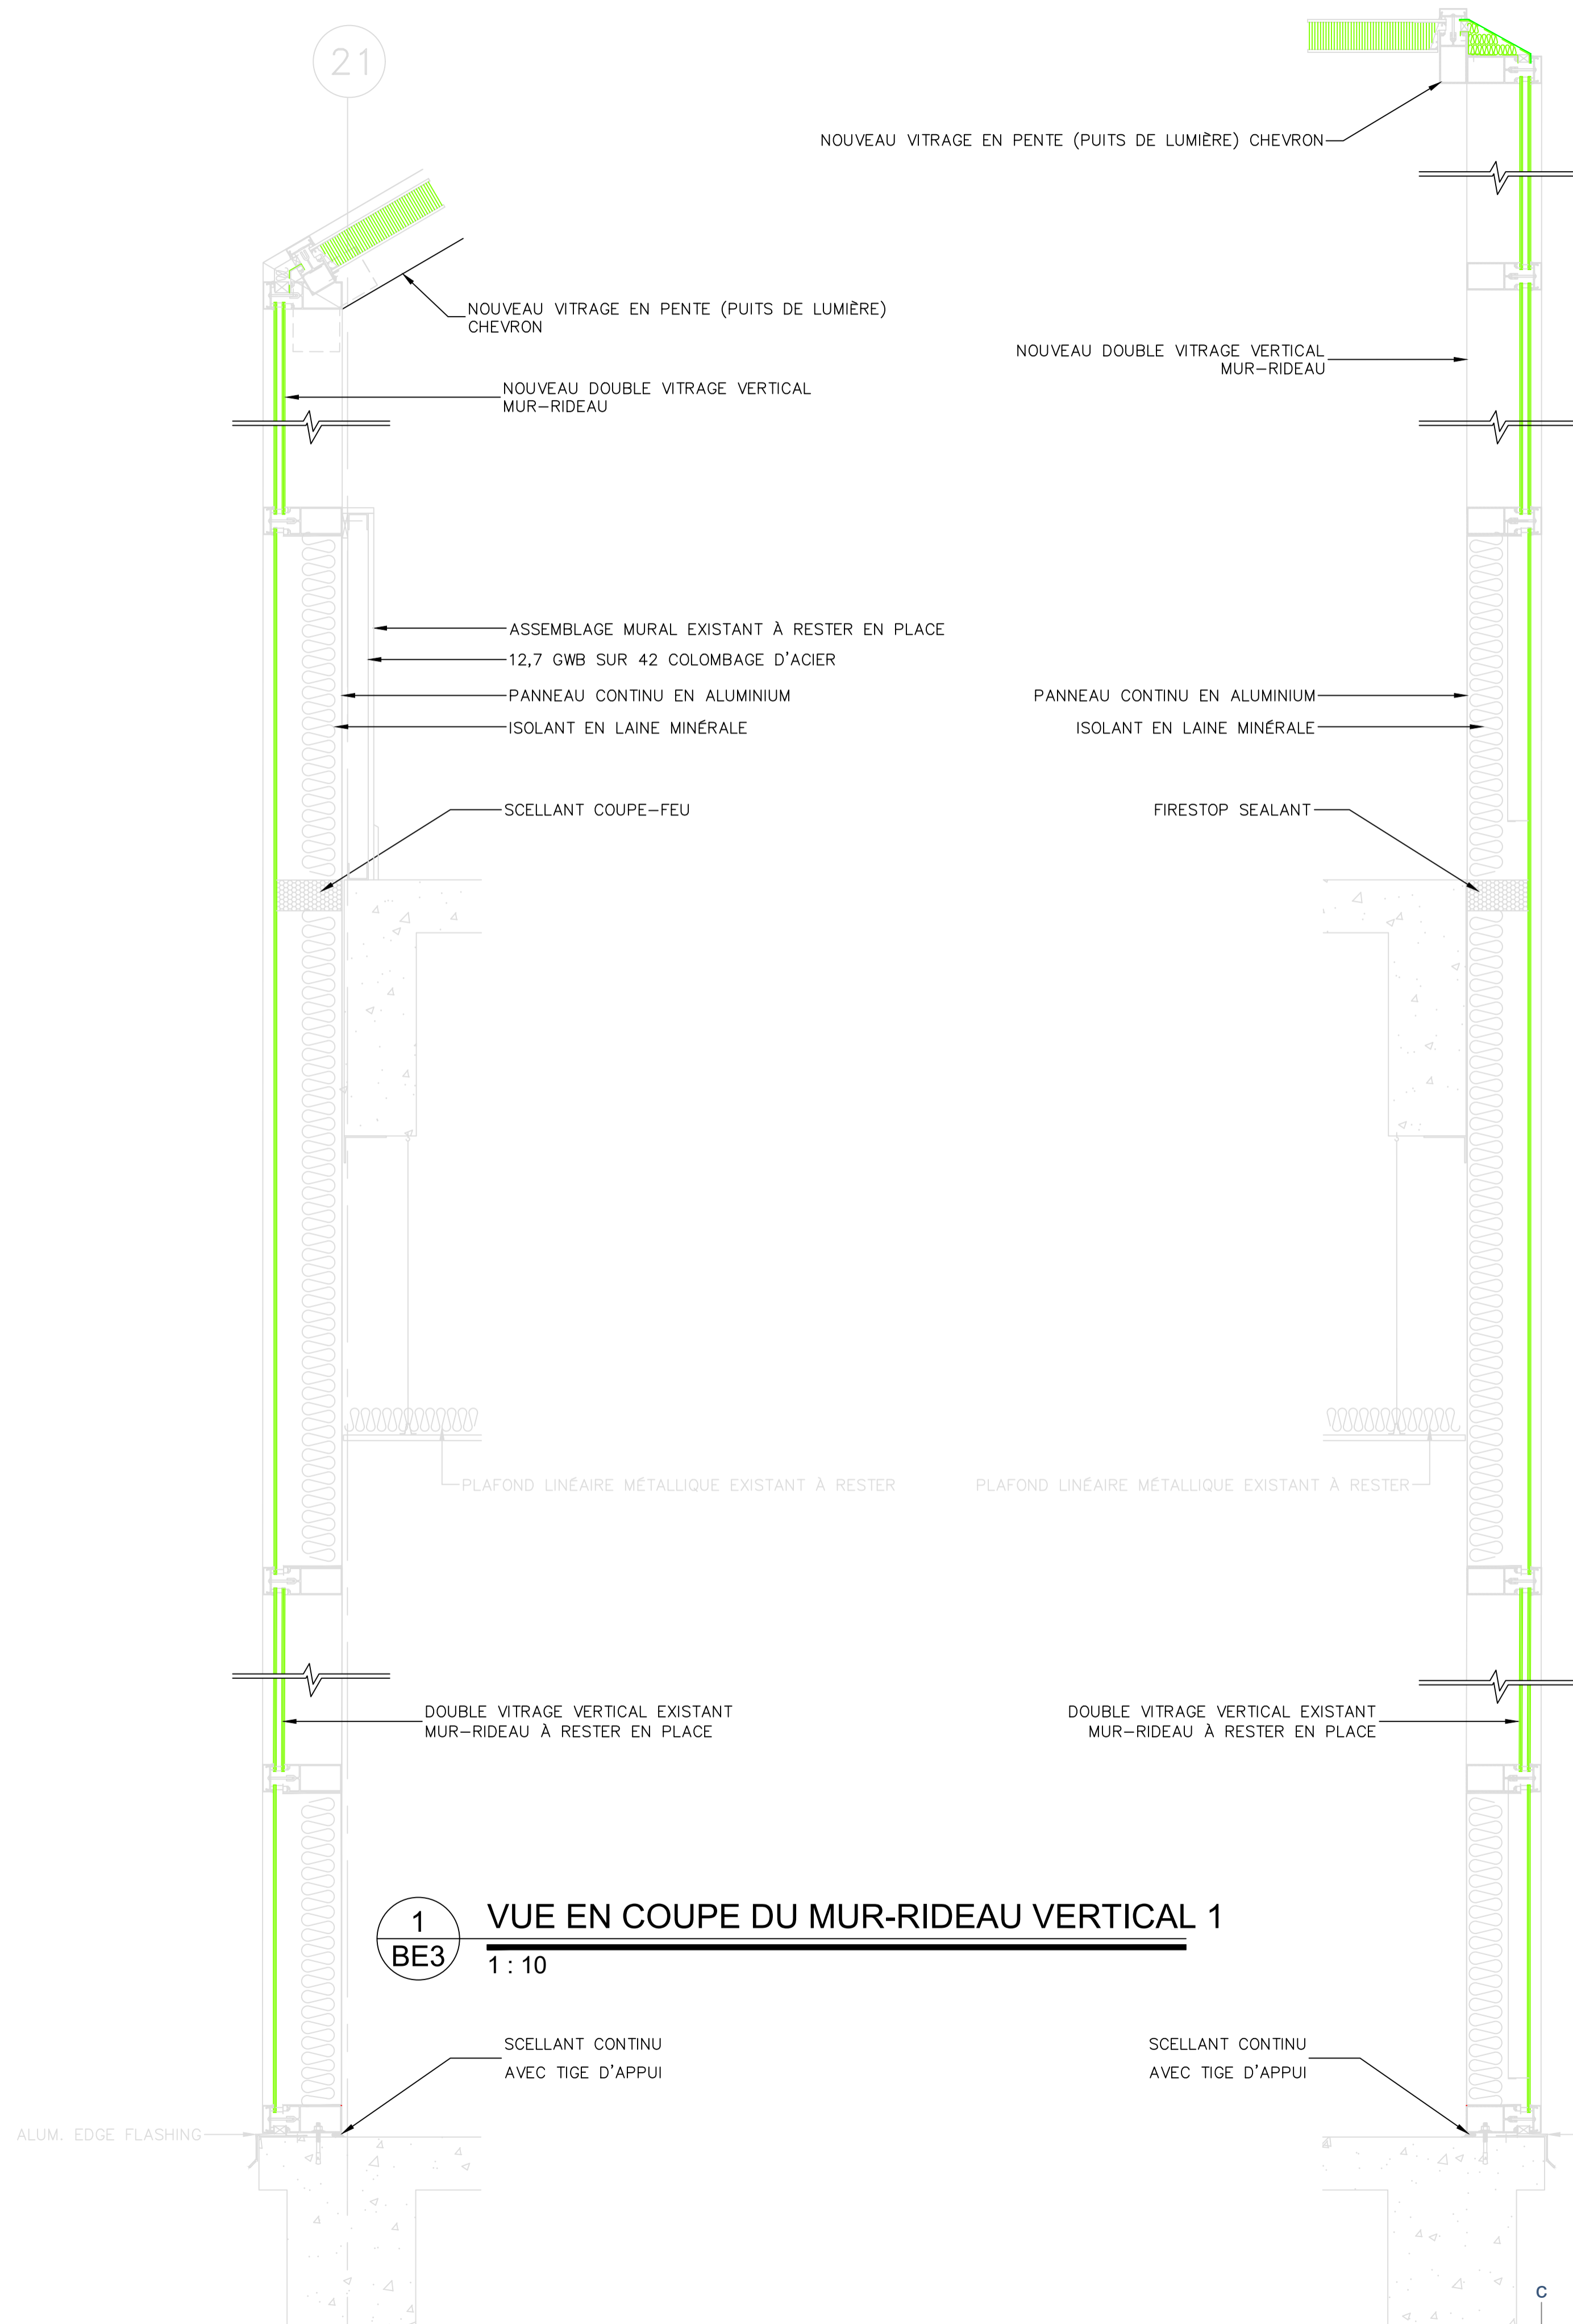 21
NOUVEAU VITRAGE EN PENTE (PUITS DE LUMIÈRE) CHEVRON
NOUVEAU VITRAGE EN PENTE (PUITS DE LUMIÈRE)
CHEVRON
NOUVEAU DOUBLE VITRAGE VERTICAL
MUR-RIDEAU
NOUVEAU DOUBLE VITRAGE VERTICAL
MUR-RIDEAU
ASSEMBLAGE MURAL EXISTANT À RESTER EN PLACE
12,7 GWB SUR 42 COLOMBAGE D'ACIER
PANNEAU CONTINU EN ALUMINIUM
PANNEAU CONTINU EN ALUMINIUM
ISOLANT EN LAINE MINÉRALE
ISOLANT EN LAINE MINÉRALE
SCELLANT COUPE-FEU
FIRESTOP SEALANT
PLAFOND LINÉAIRE MÉTALLIQUE EXISTANT À RESTER
PLAFOND LINÉAIRE MÉTALLIQUE EXISTANT À RESTER
DOUBLE VITRAGE VERTICAL EXISTANT
MUR-RIDEAU À RESTER EN PLACE
DOUBLE VITRAGE VERTICAL EXISTANT
MUR-RIDEAU À RESTER EN PLACE
1
BE3
VUE EN COUPE DU MUR-RIDEAU VERTICAL 1
1 : 10
SCELLANT CONTINU
AVEC TIGE D'APPUI
SCELLANT CONTINU
AVEC TIGE D'APPUI
ALUM. EDGE FLASHING
C